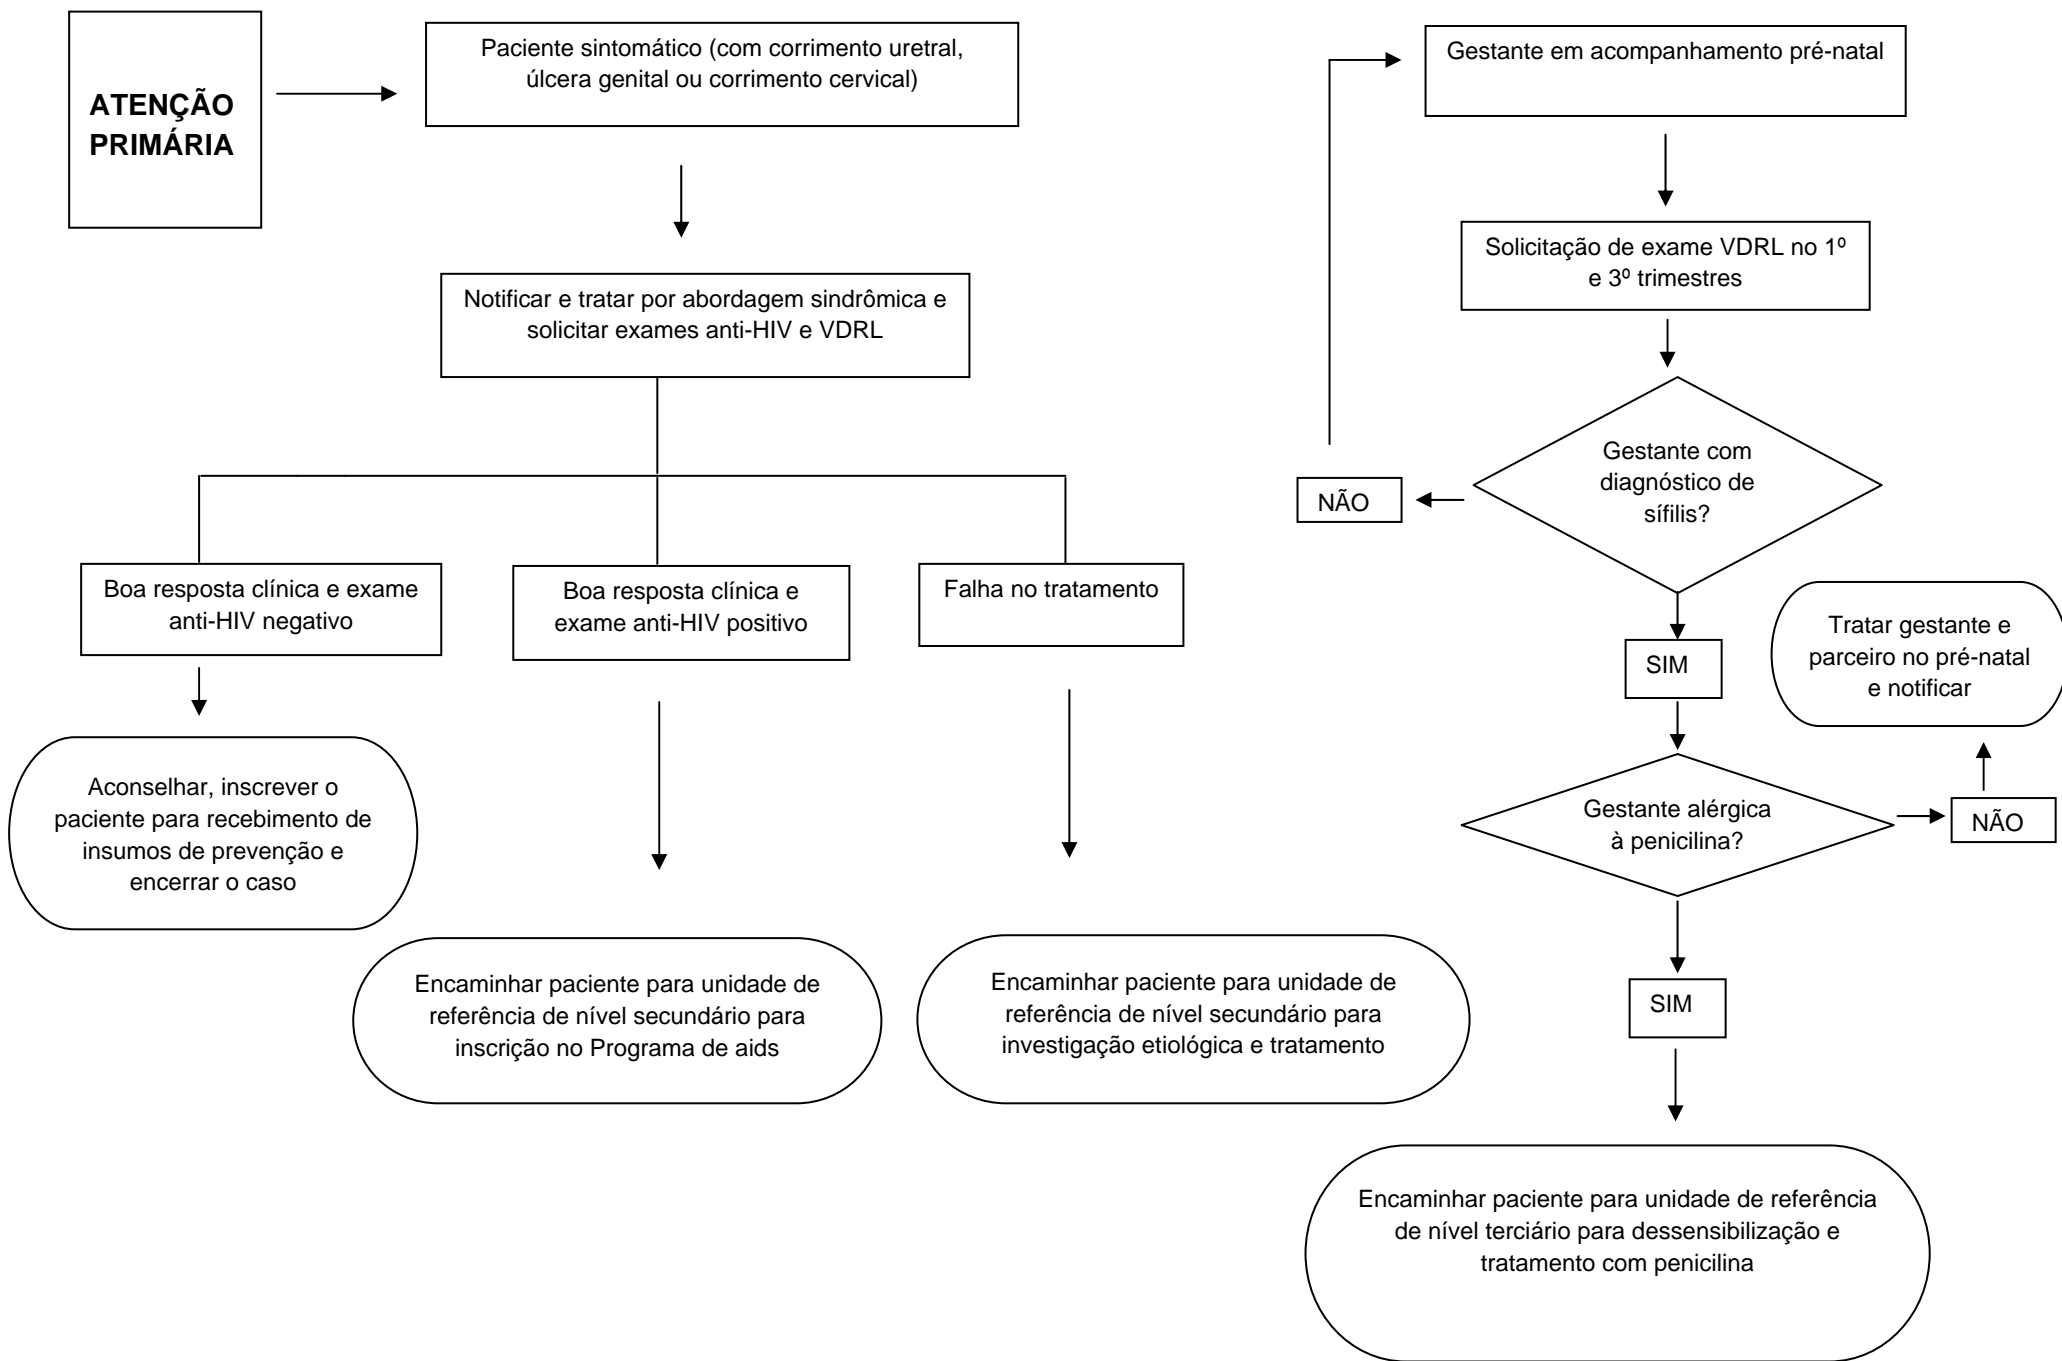 ATENÇÃO
PRIMÁRIA
Paciente sintomático (com corrimento uretral,
úlcera genital ou corrimento cervical)
Notificar e tratar por abordagem sindrômica e
solicitar exames anti-HIV e VDRL
Boa resposta clínica e exame
anti-HIV negativo
Boa resposta clínica e
exame anti-HIV positivo
Falha no tratamento
Aconselhar, inscrever o
paciente para recebimento de
insumos de prevenção e
encerrar o caso
Encaminhar paciente para unidade de
referência de nível secundário para
inscrição no Programa de aids
Encaminhar paciente para unidade de
referência de nível secundário para
investigação etiológica e tratamento
Gestante em acompanhamento pré-natal
Solicitação de exame VDRL no 1º
e 3º trimestres
Gestante com
diagnóstico de
sífilis?
NÃO
SIM
Tratar gestante e
parceiro no pré-natal
e notificar
Gestante alérgica
à penicilina?
NÃO
SIM
Encaminhar paciente para unidade de referência
de nível terciário para dessensibilização e
tratamento com penicilina